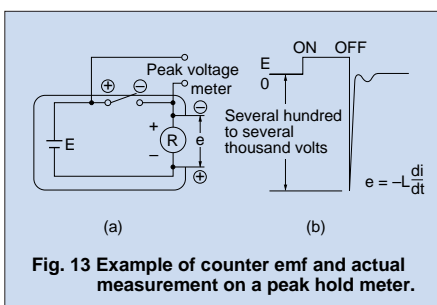 Peak voltage
meter
⊕ ⊖
⊖
E
+
R
−
e
⊕
(a)
ON OFF
E
0
Several hundred
to several
thousand volts
e = –L di/dt
(b)
Fig. 13 Example of counter emf and actual
measurement on a peak hold meter.